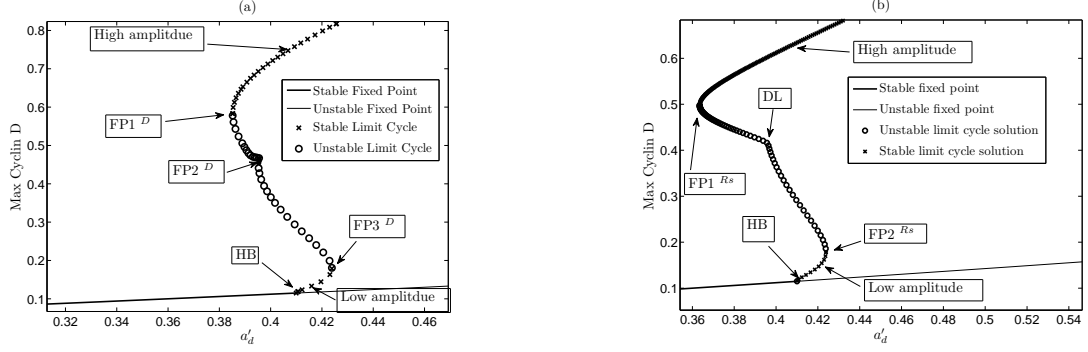 (a)
High amplitdue
FP1 D
FP2 D
FP3 D
HB
Low amplitdue
Stable Fixed Point
Unstable Fixed Point
Stable Limit Cycle
Unstable Limit Cycle
Max Cyclin D
0.8
0.7
0.6
0.5
0.4
0.3
0.2
0.1
0.32 0.34 0.36 0.38 0.4 0.42 0.44 0.46
a′d
(b)
High amplitude
DL
FP1 Rs
HB
FP2 Rs
Low amplitude
Stable fixed point
Unstable fixed point
Unstable limit cycle solution
Stable limit cycle solution
Max Cyclin D
0.6
0.5
0.4
0.3
0.2
0.1
0.36 0.38 0.4 0.42 0.44 0.46 0.48 0.5 0.52 0.54
a′d